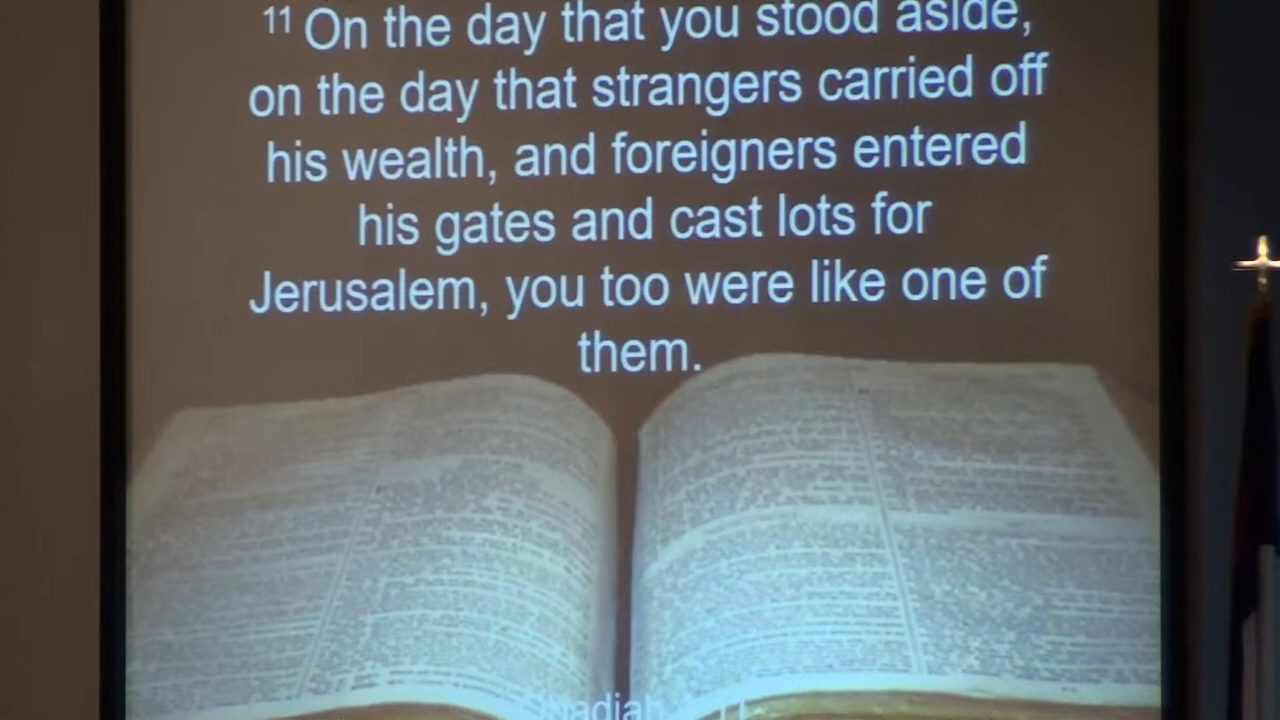 11 On the day that you stood aside,
on the day that strangers carried off
his wealth, and foreigners entered
his gates and cast lots for
Jerusalem, you too were like one of
them.
Obadiah